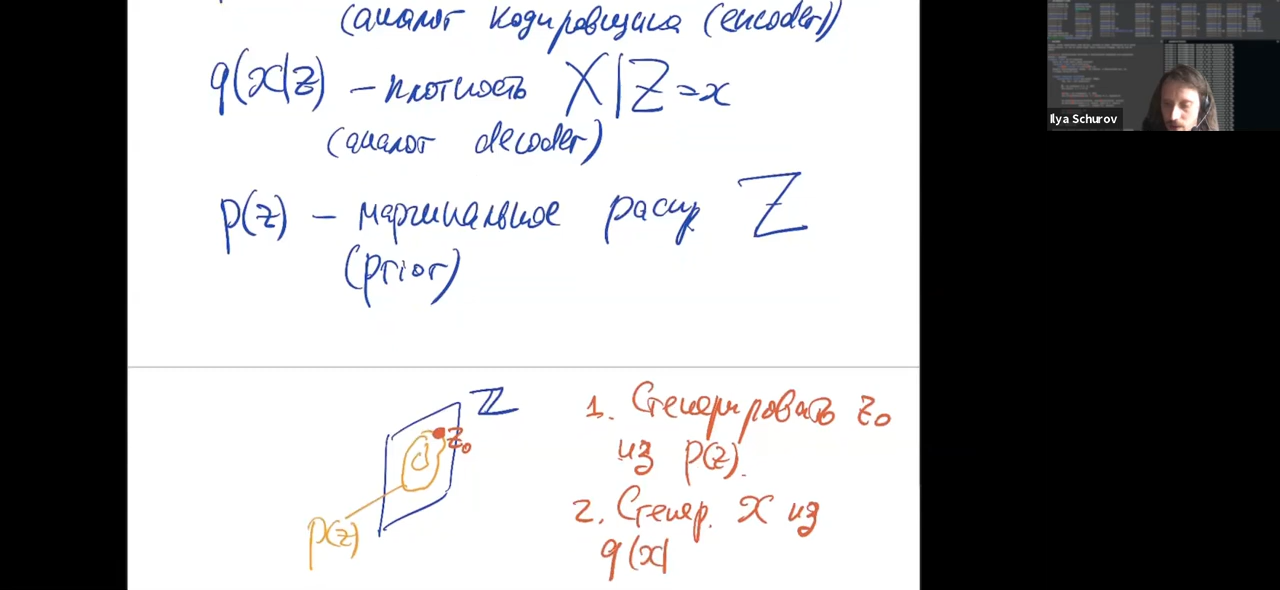 (аналог кодировщика (encoder))
q(x|z) – плотность X|Z=x
(аналог decoder)
p(z) – маргинальное распр Z
(prior)
ℤ
z₀
p(z)
1. Сгенерировать z₀
из p(z).
2. Сгенер. x из
q(x|
Ilya Schurov